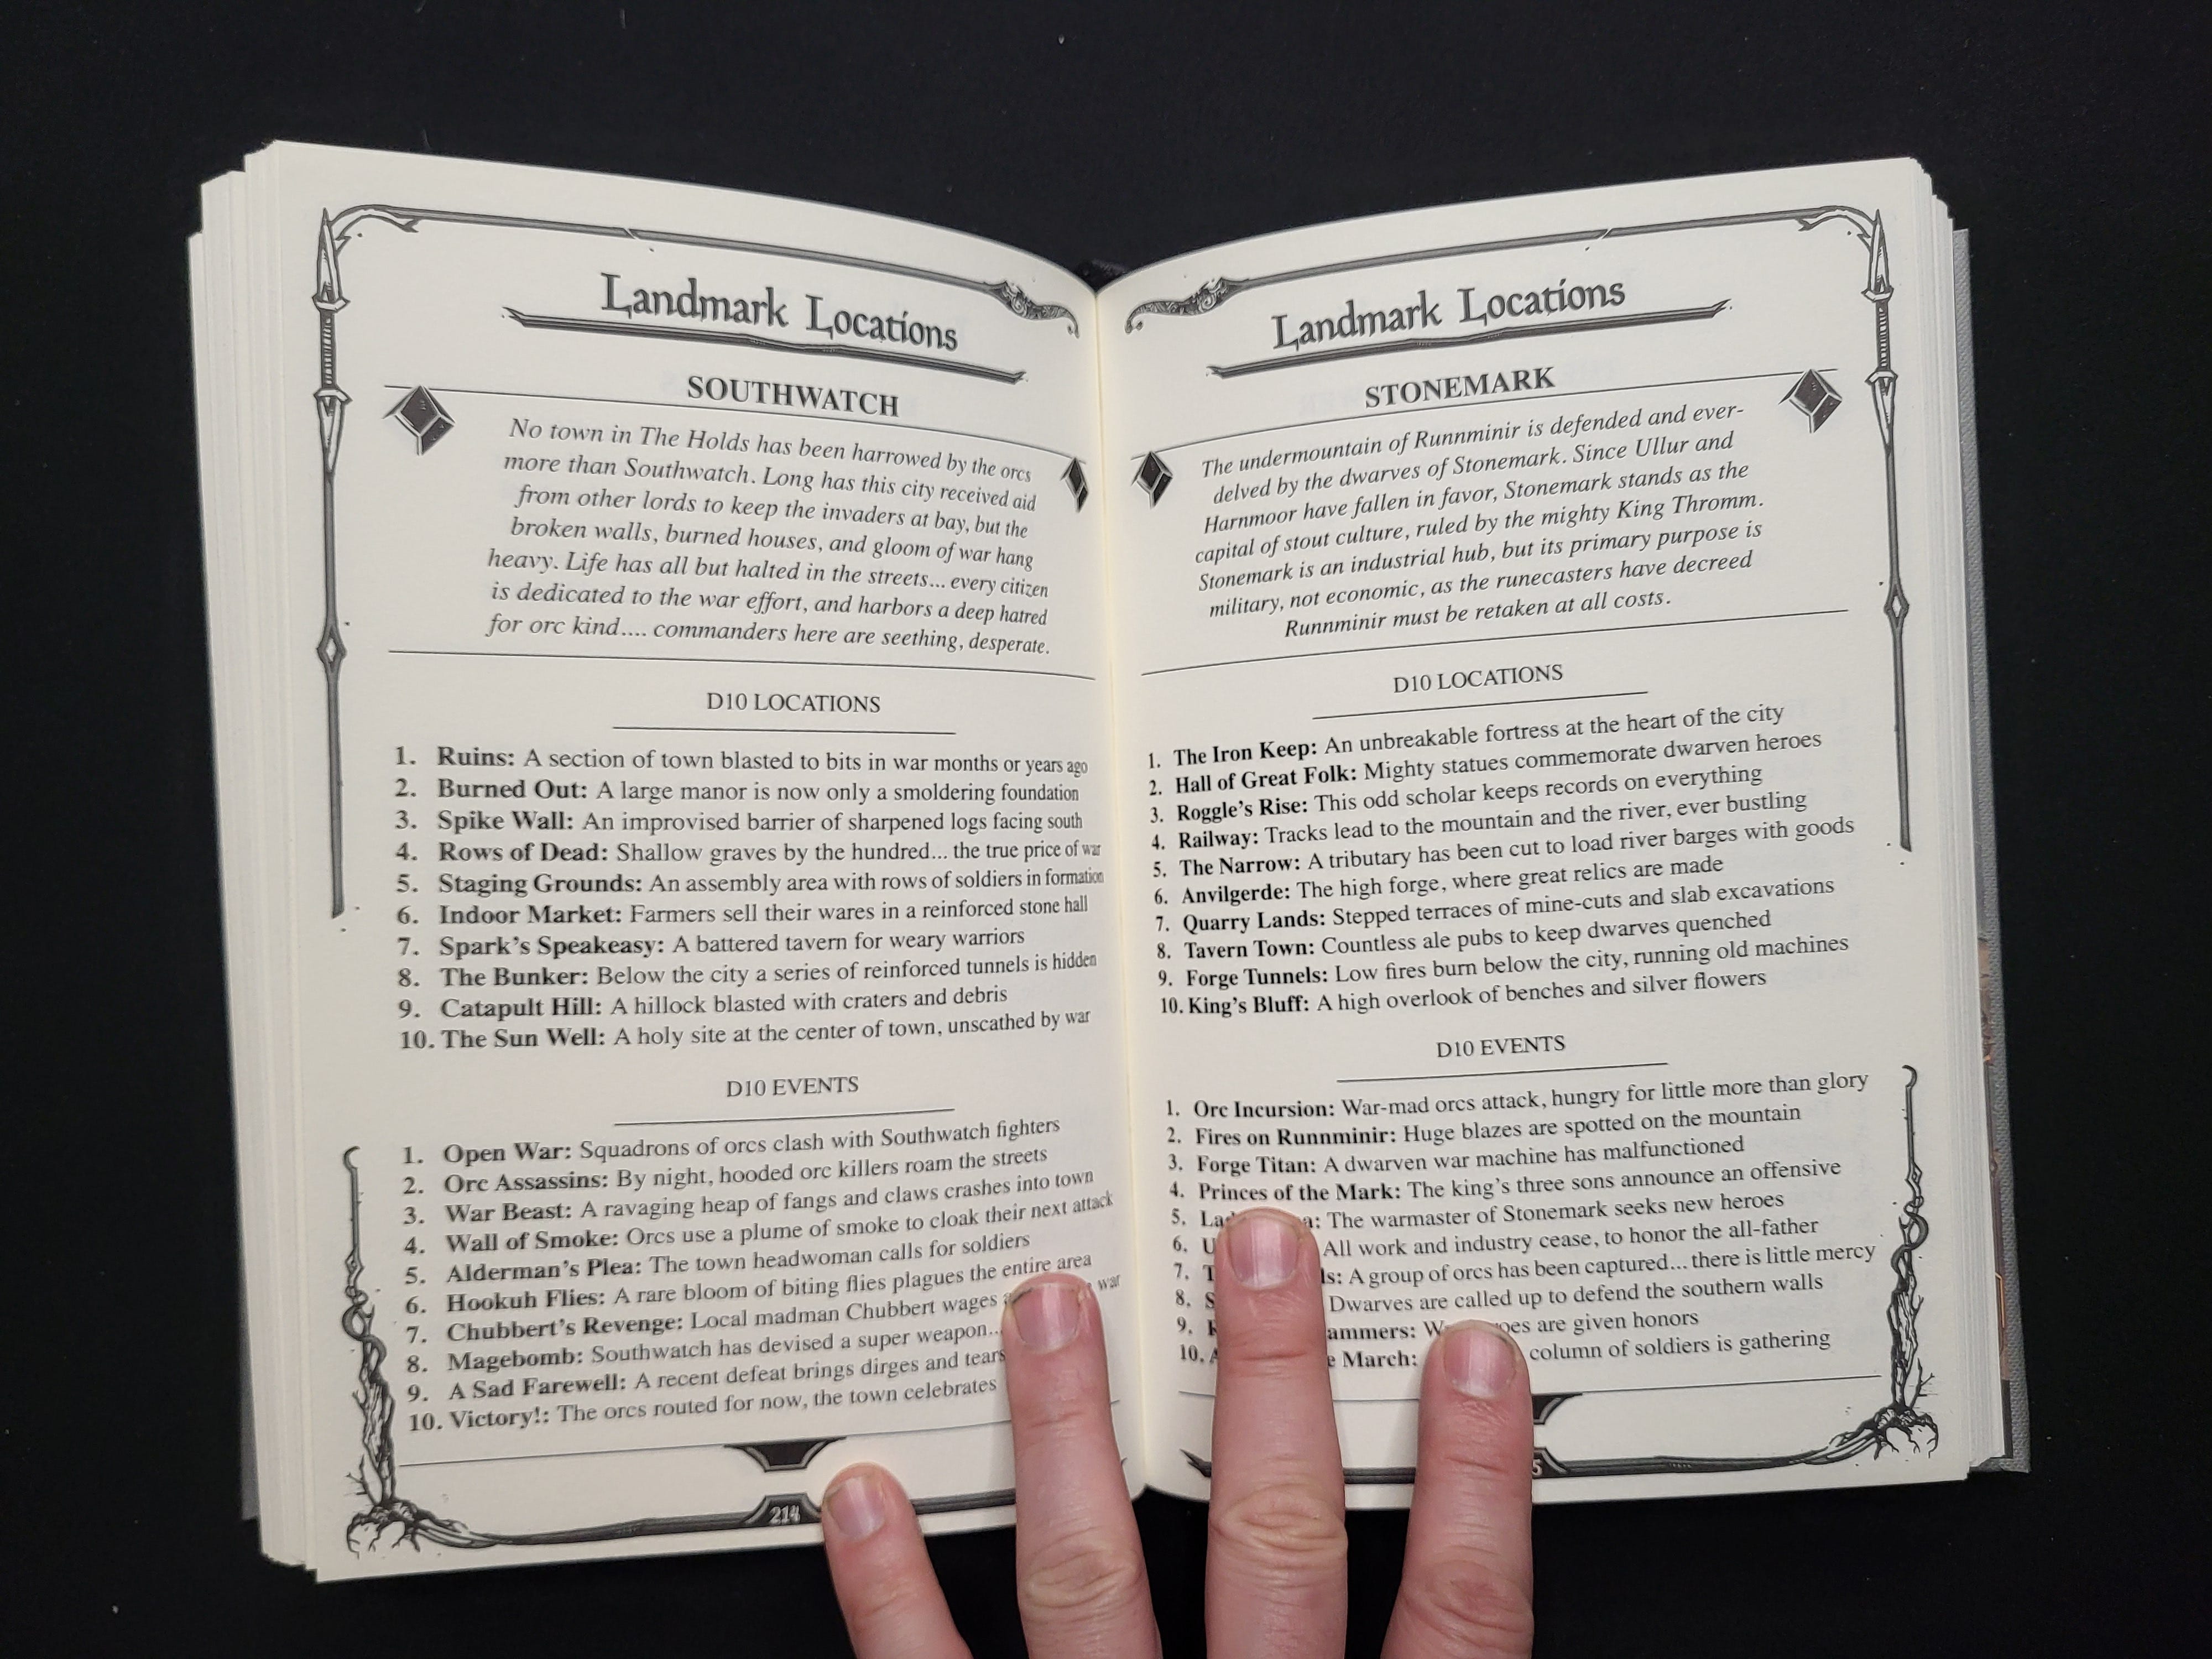 Landmark Locations
SOUTHWATCH
No town in The Holds has been harrowed by the orcs
more than Southwatch. Long has this city received aid
from other lords to keep the invaders at bay, but the
broken walls, burned houses, and gloom of war hang
heavy. Life has all but halted in the streets... every citizen
is dedicated to the war effort, and harbors a deep hatred
for orc kind.... commanders here are seething, desperate.
D10 LOCATIONS
1. Ruins: A section of town blasted to bits in war months or years ago
2. Burned Out: A large manor is now only a smoldering foundation
3. Spike Wall: An improvised barrier of sharpened logs facing south
4. Rows of Dead: Shallow graves by the hundred... the true price of war
5. Staging Grounds: An assembly area with rows of soldiers in formation
6. Indoor Market: Farmers sell their wares in a reinforced stone hall
7. Spark's Speakeasy: A battered tavern for weary warriors
8. The Bunker: Below the city a series of reinforced tunnels is hidden
9. Catapult Hill: A hillock blasted with craters and debris
10. The Sun Well: A holy site at the center of town, unscathed by war
D10 EVENTS
1. Open War: Squadrons of orcs clash with Southwatch fighters
2. Orc Assassins: By night, hooded orc killers roam the streets
3. War Beast: A ravaging heap of fangs and claws crashes into town
4. Wall of Smoke: Orcs use a plume of smoke to cloak their next attack
5. Alderman's Plea: The town headwoman calls for soldiers
6. Hookuh Flies: A rare bloom of biting flies plagues the entire area
7. Chubbert's Revenge: Local madman Chubbert wages war
8. Magebomb: Southwatch has devised a super weapon...
9. A Sad Farewell: A recent defeat brings dirges and tears
10. Victory!: The orcs routed for now, the town celebrates
214
Landmark Locations
STONEMARK
The undermountain of Runnminir is defended and ever-
delved by the dwarves of Stonemark. Since Ullur and
Harnmoor have fallen in favor, Stonemark stands as the
capital of stout culture, ruled by the mighty King Thromm.
Stonemark is an industrial hub, but its primary purpose is
military, not economic, as the runecasters have decreed
Runnminir must be retaken at all costs.
D10 LOCATIONS
1. The Iron Keep: An unbreakable fortress at the heart of the city
2. Hall of Great Folk: Mighty statues commemorate dwarven heroes
3. Roggle's Rise: This odd scholar keeps records on everything
4. Railway: Tracks lead to the mountain and the river, ever bustling
5. The Narrow: A tributary has been cut to load river barges with goods
6. Anvilgerde: The high forge, where great relics are made
7. Quarry Lands: Stepped terraces of mine-cuts and slab excavations
8. Tavern Town: Countless ale pubs to keep dwarves quenched
9. Forge Tunnels: Low fires burn below the city, running old machines
10. King's Bluff: A high overlook of benches and silver flowers
D10 EVENTS
1. Orc Incursion: War-mad orcs attack, hungry for little more than glory
2. Fires on Runnminir: Huge blazes are spotted on the mountain
3. Forge Titan: A dwarven war machine has malfunctioned
4. Princes of the Mark: The king's three sons announce an offensive
5. The warmaster of Stonemark seeks new heroes
6. All work and industry cease, to honor the all-father
7. A group of orcs has been captured... there is little mercy
8. Dwarves are called up to defend the southern walls
9. are given honors
10. March: column of soldiers is gathering